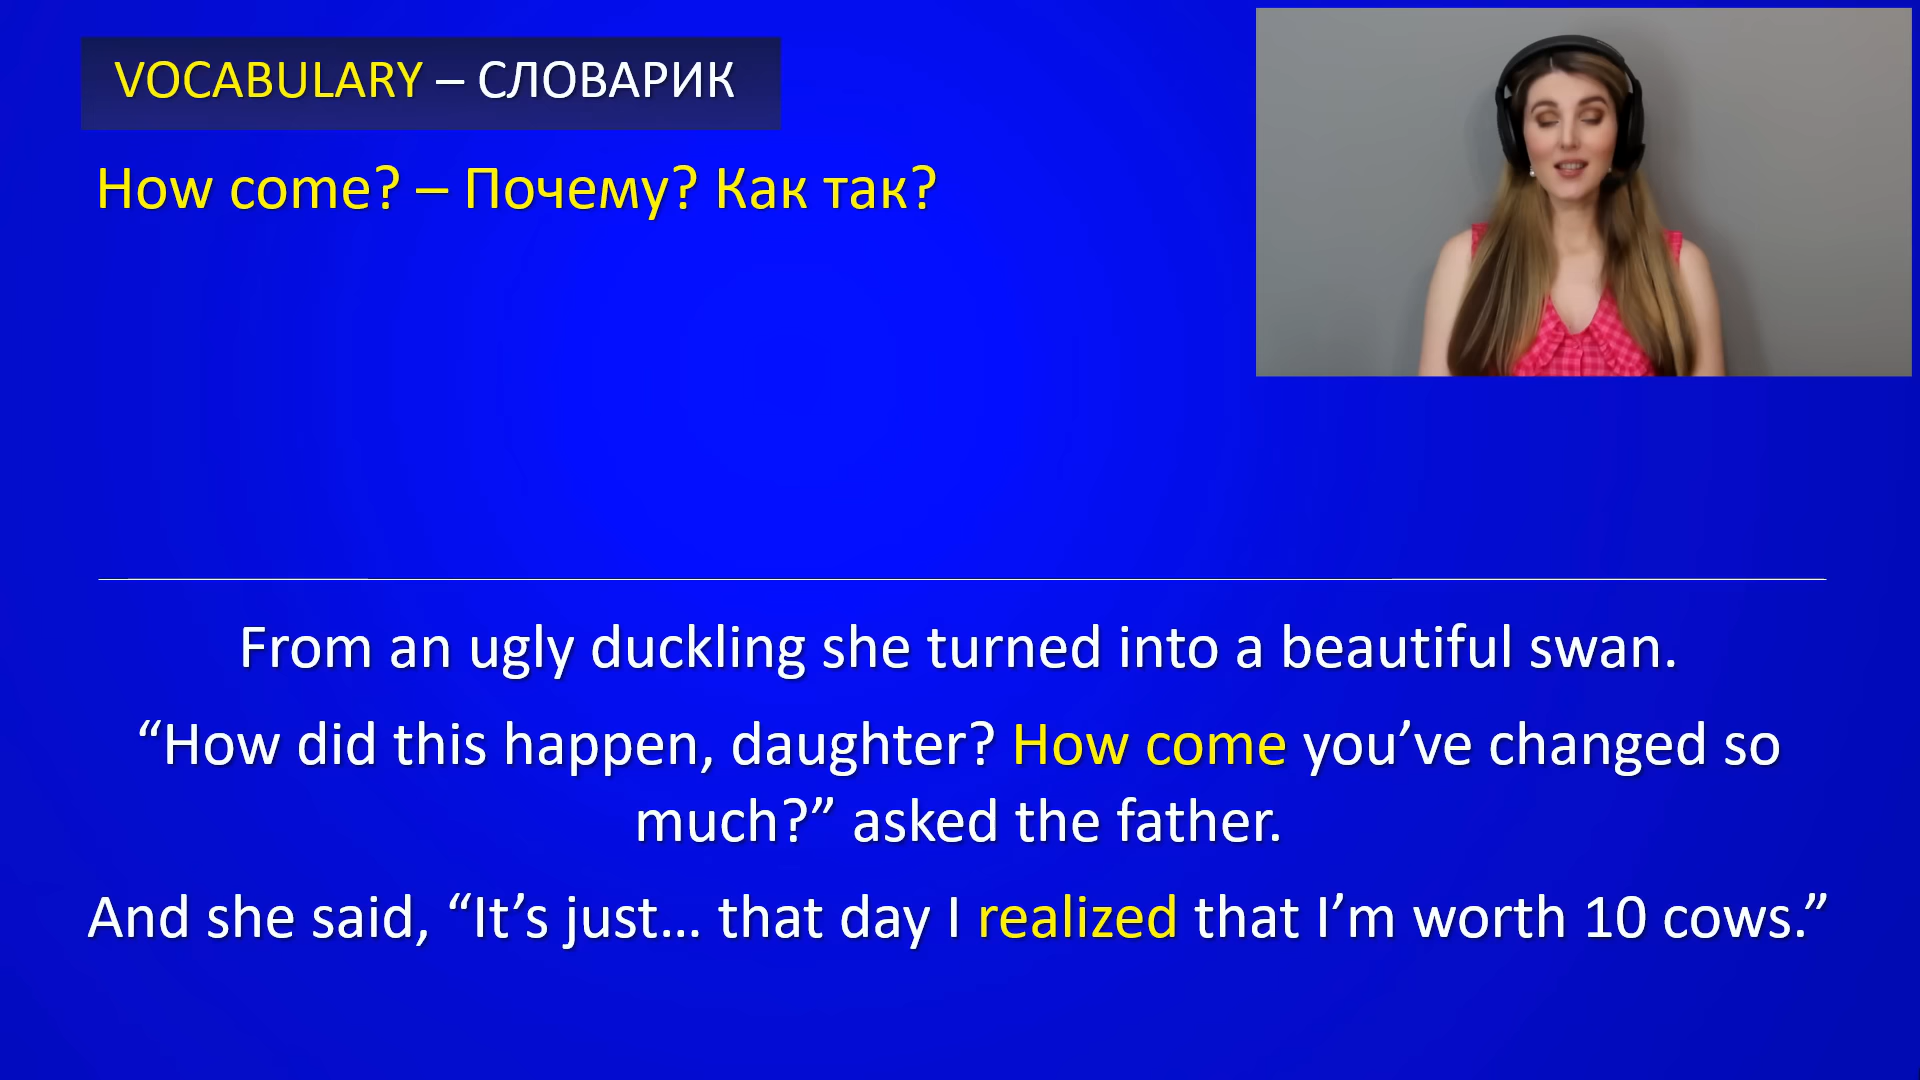 VOCABULARY – СЛОВАРИК
How come? – Почему? Как так?
From an ugly duckling she turned into a beautiful swan.
“How did this happen, daughter? How come you’ve changed so
much?” asked the father.
And she said, “It’s just… that day I realized that I’m worth 10 cows.”